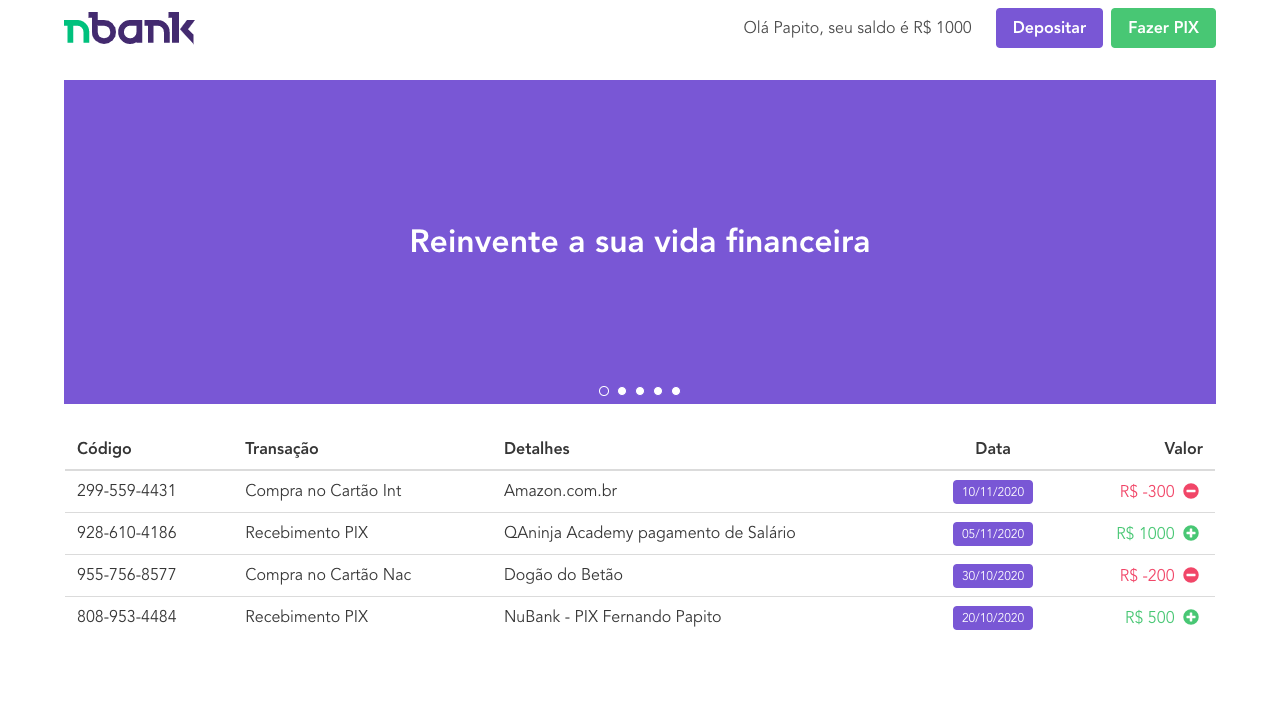 nbank
Olá Papito, seu saldo é R$ 1000 Depositar Fazer PIX
Reinvente a sua vida financeira
Código Transação Detalhes Data Valor
299-559-4431 Compra no Cartão Int Amazon.com.br 10/11/2020 R$ -300
928-610-4186 Recebimento PIX QAninja Academy pagamento de Salário 05/11/2020 R$ 1000
955-756-8577 Compra no Cartão Nac Dogão do Betão 30/10/2020 R$ -200
808-953-4484 Recebimento PIX NuBank - PIX Fernando Papito 20/10/2020 R$ 500